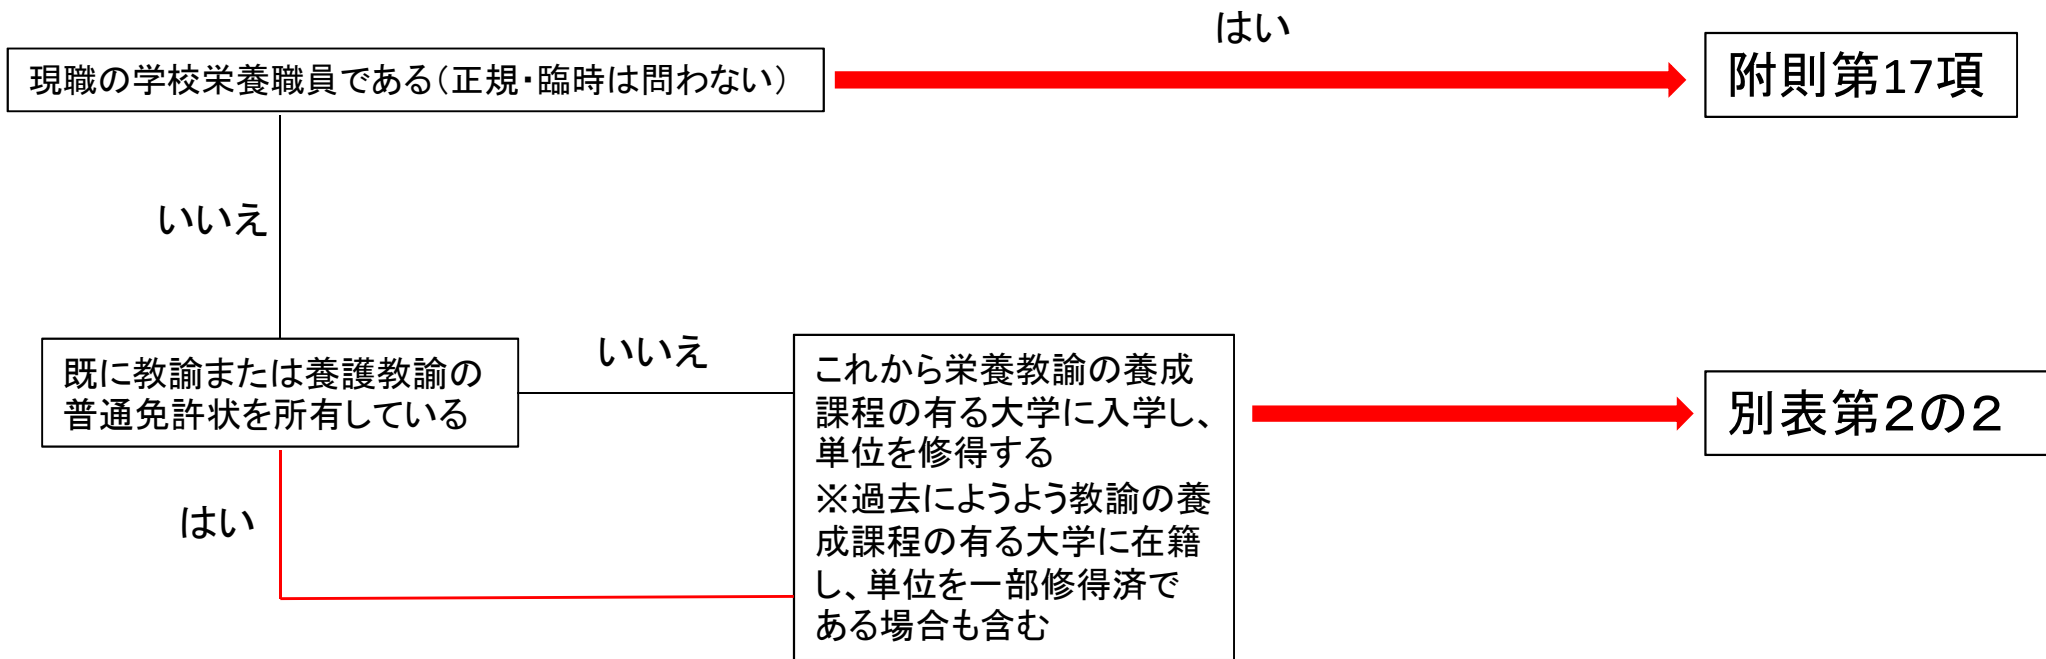 はい
現職の学校栄養職員である(正規・臨時は問わない)
附則第17項
いいえ
既に教諭または養護教諭の
普通免許状を所有している
いいえ
これから栄養教諭の養成
課程の有る大学に入学し、
単位を修得する
※過去にようよう教諭の養
成課程の有る大学に在籍
し、単位を一部修得済で
ある場合も含む
別表第2の2
はい